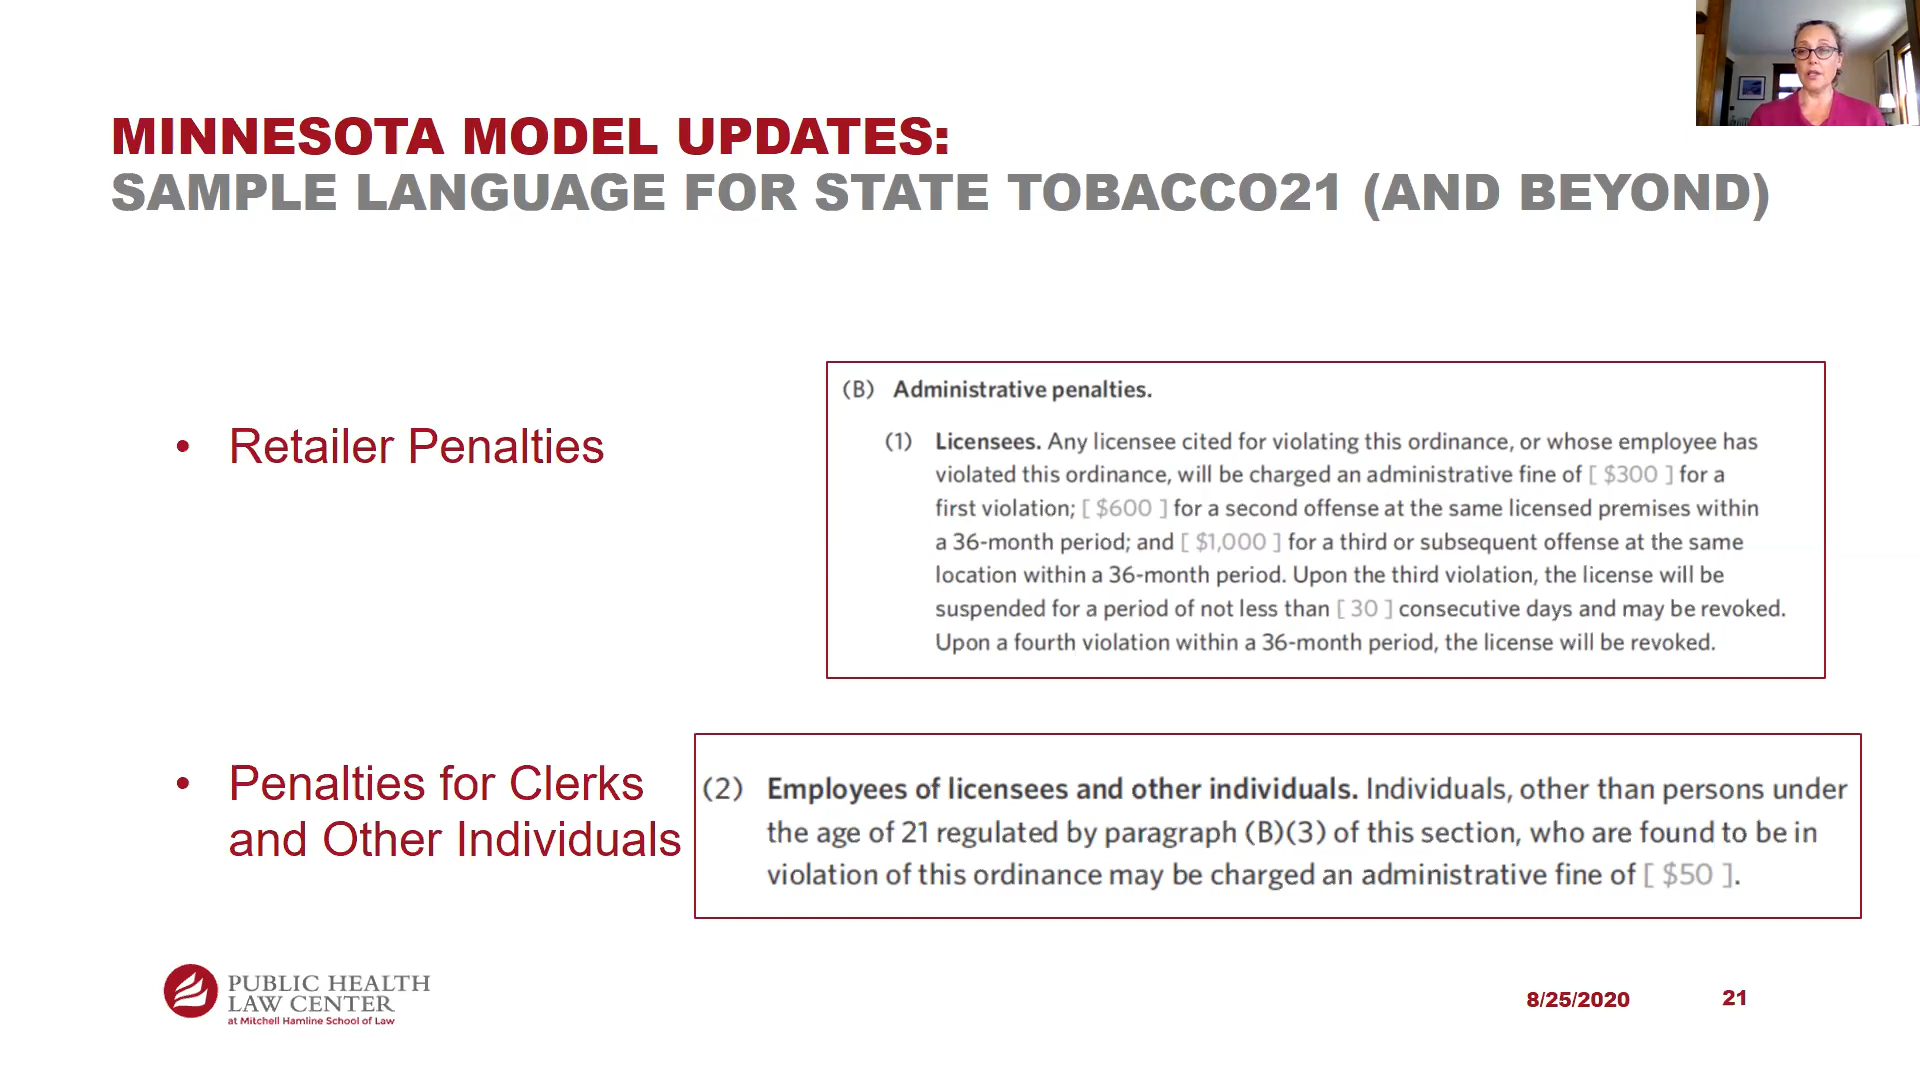 MINNESOTA MODEL UPDATES:
SAMPLE LANGUAGE FOR STATE TOBACCO21 (AND BEYOND)
• Retailer Penalties
(B) Administrative penalties.
(1) Licensees. Any licensee cited for violating this ordinance, or whose employee has
violated this ordinance, will be charged an administrative fine of [ $300 ] for a
first violation; [ $600 ] for a second offense at the same licensed premises within
a 36-month period; and [ $1,000 ] for a third or subsequent offense at the same
location within a 36-month period. Upon the third violation, the license will be
suspended for a period of not less than [ 30 ] consecutive days and may be revoked.
Upon a fourth violation within a 36-month period, the license will be revoked.
• Penalties for Clerks
and Other Individuals
(2) Employees of licensees and other individuals. Individuals, other than persons under
the age of 21 regulated by paragraph (B)(3) of this section, who are found to be in
violation of this ordinance may be charged an administrative fine of [ $50 ].
PUBLIC HEALTH
LAW CENTER
at Mitchell Hamline School of Law
8/25/2020
21